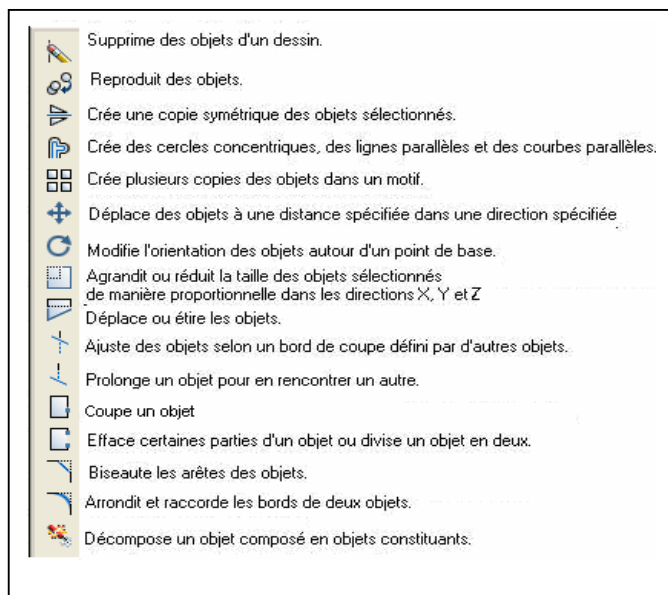 Supprime des objets d'un dessin.
Reproduit des objets.
Crée une copie symétrique des objets sélectionnés.
Crée des cercles concentriques, des lignes parallèles et des courbes parallèles.
Crée plusieurs copies des objets dans un motif.
Déplace des objets à une distance spécifiée dans une direction spécifiée
Modifie l'orientation des objets autour d'un point de base.
Agrandit ou réduit la taille des objets sélectionnés
de manière proportionnelle dans les directions X, Y et Z
Déplace ou étire les objets.
Ajuste des objets selon un bord de coupe défini par d'autres objets.
Prolonge un objet pour en rencontrer un autre.
Coupe un objet
Efface certaines parties d'un objet ou divise un objet en deux.
Biseaute les arêtes des objets.
Arrondit et raccorde les bords de deux objets.
Décompose un objet composé en objets constituants.